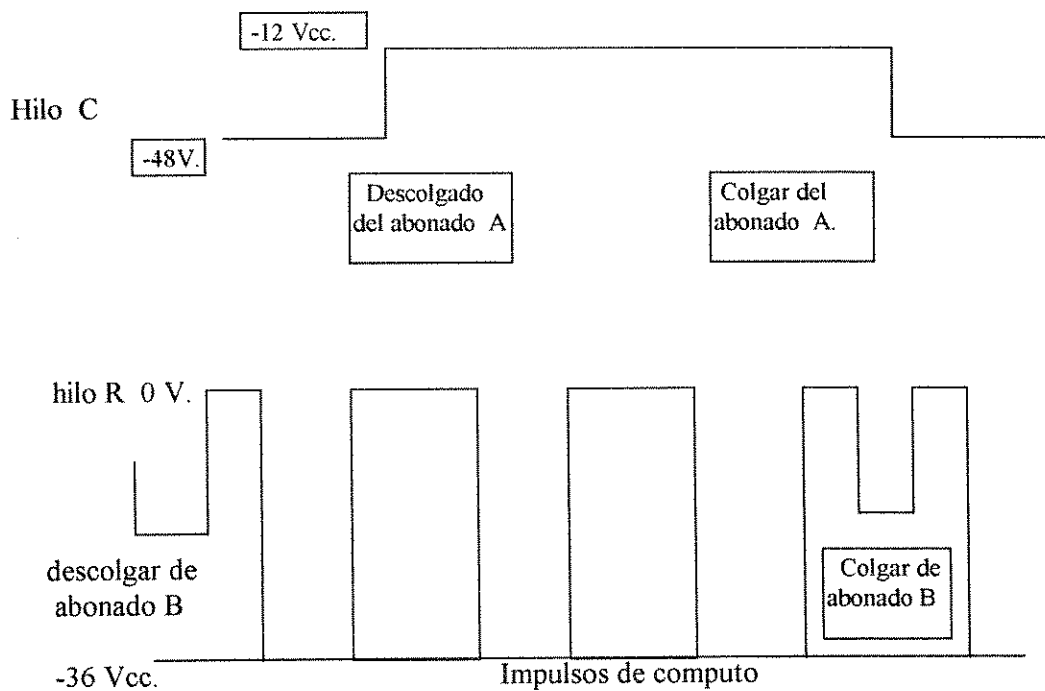 -12 Vcc.
Hilo C
-48V.
Descolgado
del abonado A
Colgar del
abonado A.
hilo R 0 V.
descolgar de
abonado B
Colgar de
abonado B
-36 Vcc.
Impulsos de computo